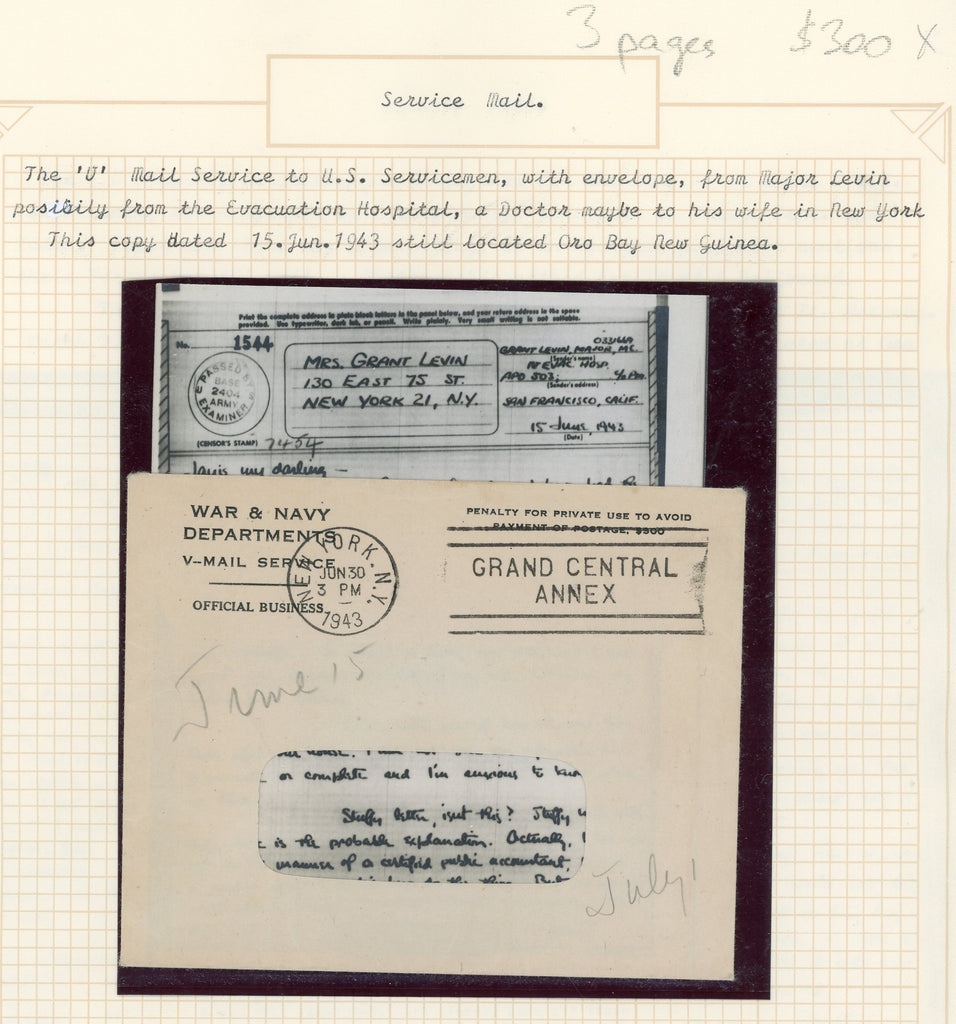 3 pages $300 X
Service Mail.
The 'V' Mail Service to U.S. Servicemen, with envelope, from Major Levin
posibily from the Evacuation Hospital, a Doctor maybe to his wife in New York
This copy dated 15.Jun.1943 still located Oro Bay New Guinea.
Print the complete address in plain block letters in the panel below, and your return address in the space
provided. Use typewriter, dark ink, or pencil. Write plainly. Very small writing is not suitable.
No. 1544
PASSED BY
BASE
2404
ARMY
EXAMINER
(CENSOR'S STAMP) 7454
MRS. GRANT LEVIN
130 EAST 75 ST.
NEW YORK 21, N.Y.
GRANT LEVIN, MAJOR, MC.
(Sender's name)
EVAC. HOSP.
APO 503, c/o P.M.
(Sender's address)
SAN FRANCISCO, CALIF.
15 June 1943
(Date)
my darling —
WAR & NAVY
DEPARTMENTS
V--MAIL SERVICE
OFFICIAL BUSINESS
NEW YORK, N.Y.
JUN 30
3 PM
1943
PENALTY FOR PRIVATE USE TO AVOID
PAYMENT OF POSTAGE, $300
GRAND CENTRAL
ANNEX
June 15
or complete and I'm anxious to know
Stuffy letter, isn't this? Stuffy
is the probable explanation. Actually,
manner of a certified public accountant,
But
July 1